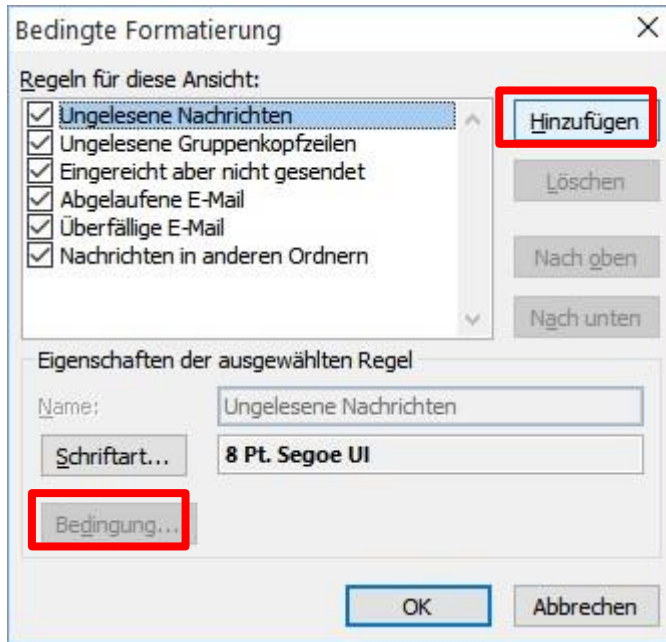 Bedingte Formatierung
Regeln für diese Ansicht:
Ungelesene Nachrichten
Ungelesene Gruppenkopfzeilen
Eingereicht aber nicht gesendet
Abgelaufene E-Mail
Überfällige E-Mail
Nachrichten in anderen Ordnern
Hinzufügen
Löschen
Nach oben
Nach unten
Eigenschaften der ausgewählten Regel
Name:
Ungelesene Nachrichten
Schriftart...
8 Pt. Segoe UI
Bedingung...
OK
Abbrechen